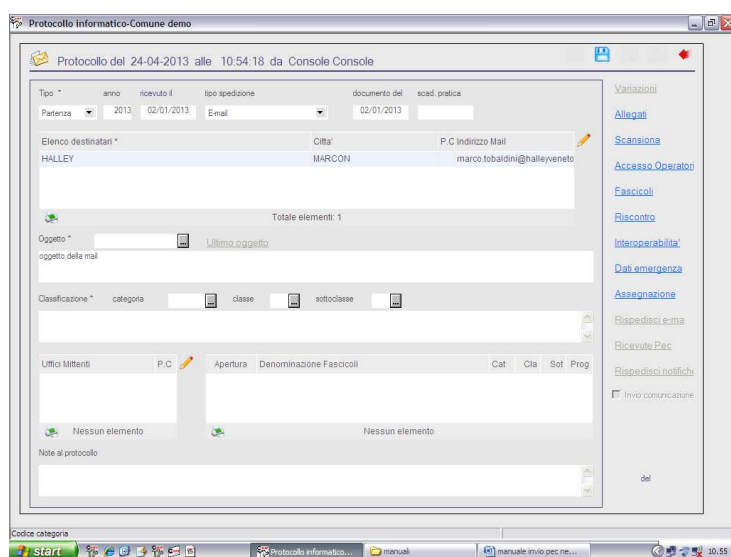 Protocollo informatico-Comune demo
Protocollo del 24-04-2013 alle 10:54:18 da Console Console
Tipo * anno ricevuto il tipo spedizione documento del scad. pratica
Partenza 2013 02/01/2013 E-mail 02/01/2013
Elenco destinatari * Citta' P.C Indirizzo Mail
HALLEY MARCON marco.tobaldini@halleyveneto
Totale elementi: 1
Oggetto * ... Ultimo oggetto
oggetto della mail
Classificazione * categoria ... classe ... sottoclasse ...
Uffici Mittenti P.C Apertura Denominazione Fascicoli Cat Cla Sot Prog
Nessun elemento Nessun elemento
Note al protocollo
Variazioni
Allegati
Scansiona
Accesso Operatori
Fascicoli
Riscontro
Interoperabilita'
Dati emergenza
Assegnazione
Rispedisci e-ma
Ricevute Pec
Rispedisci notifiche
Invio comunicazione
del
Codice categoria
start Protocollo informatico... manuali manuale invio pec ne... 10.55